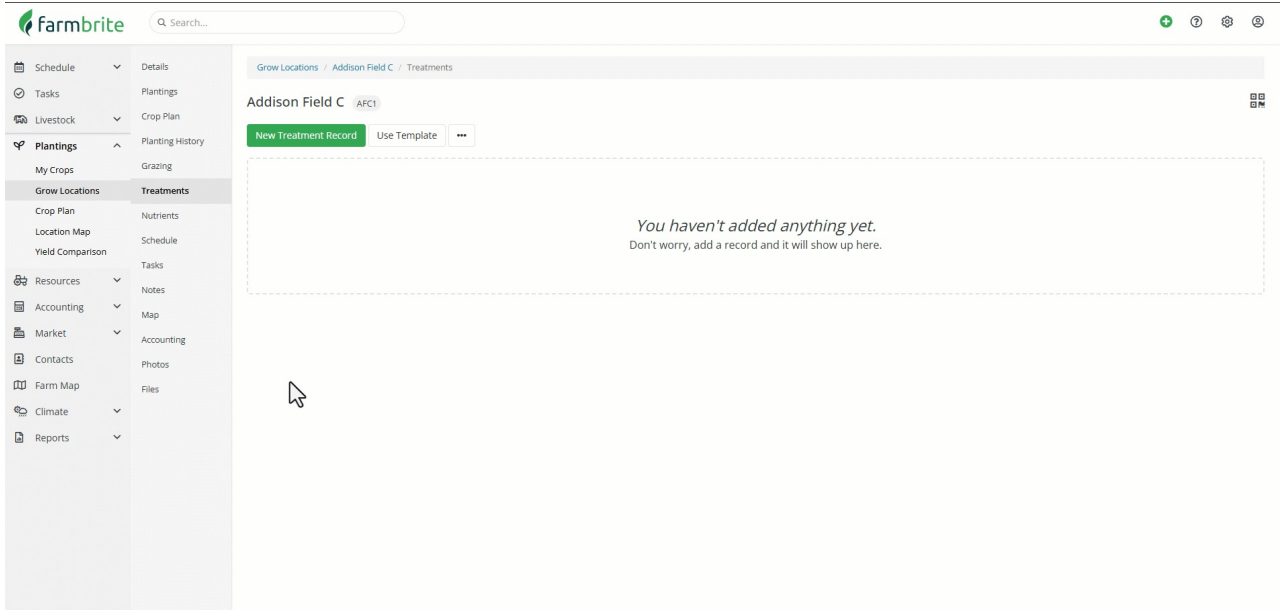 farmbrite
Search...
Schedule
Tasks
Livestock
Plantings
My Crops
Grow Locations
Crop Plan
Location Map
Yield Comparison
Resources
Accounting
Market
Contacts
Farm Map
Climate
Reports
Details
Plantings
Crop Plan
Planting History
Grazing
Treatments
Nutrients
Schedule
Tasks
Notes
Map
Accounting
Photos
Files
Grow Locations / Addison Field C / Treatments
Addison Field C AFC1
New Treatment Record Use Template •••
You haven't added anything yet.
Don't worry, add a record and it will show up here.